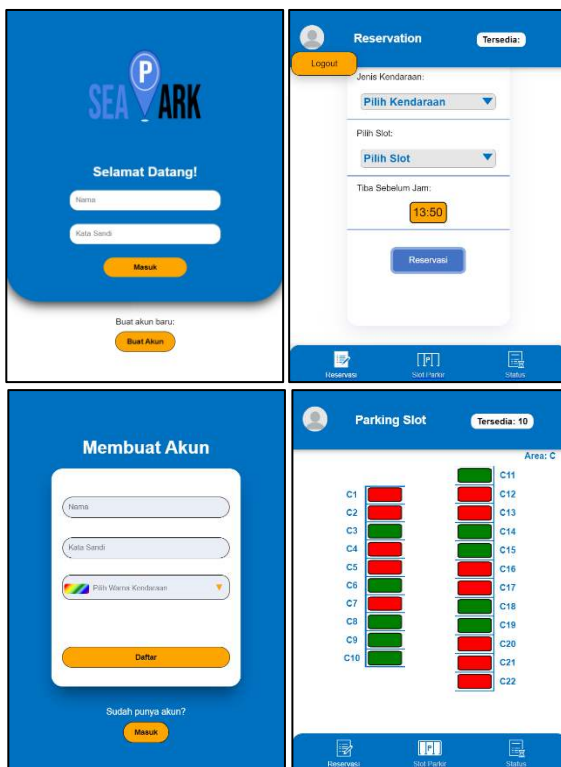 P
SEA ARK
Selamat Datang!
Nama
Kata Sandi
Masuk
Buat akun baru:
Buat Akun
Reservation
Tersedia:
Logout
Jenis Kendaraan:
Pilih Kendaraan
Pilih Slot:
Pilih Slot
Tiba Sebelum Jam:
13:50
Reservasi
Reservasi
P
Slot Parkir
Status
Membuat Akun
Nama
Kata Sandi
Pilih Warna Kendaraan
Daftar
Sudah punya akun?
Masuk
Parking Slot
Tersedia: 10
Area: C
C1
C2
C3
C4
C5
C6
C7
C8
C9
C10
C11
C12
C13
C14
C15
C16
C17
C18
C19
C20
C21
C22
Reservasi
P
Slot Parkir
Status